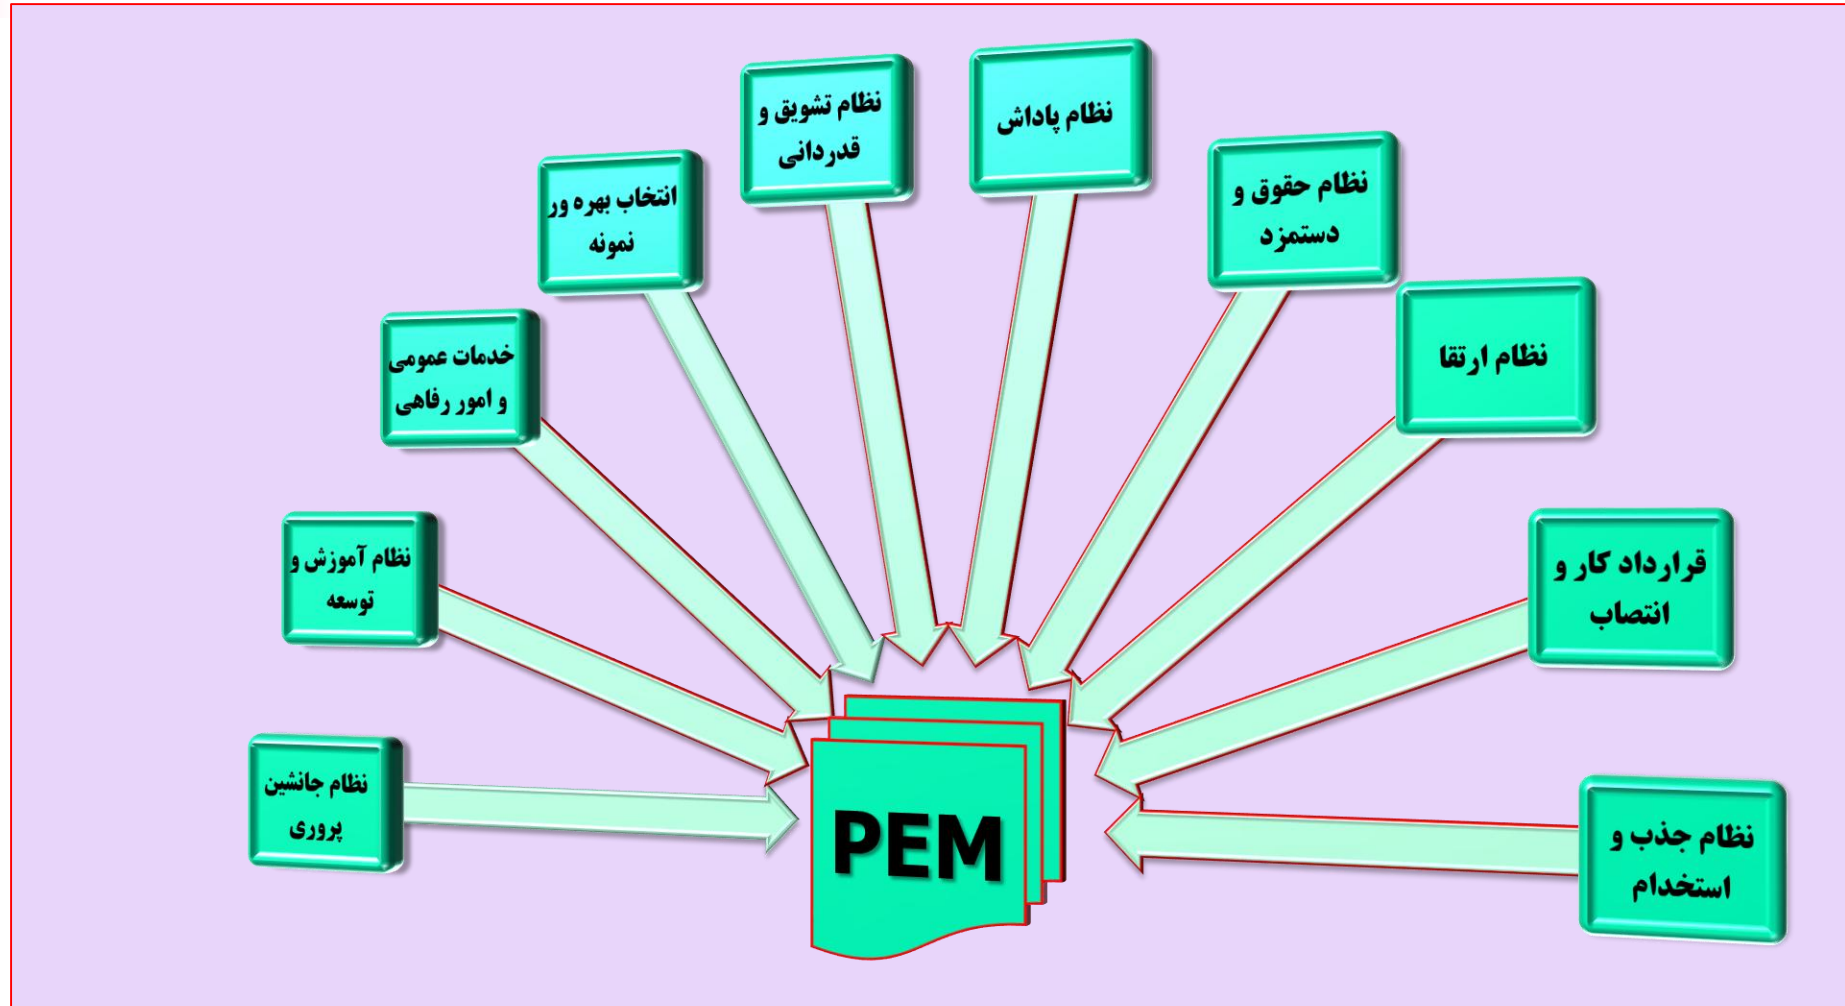 نظام جذب و
استخدام
قرارداد کار و
انتصاب
نظام ارتقا
نظام حقوق و
دستمزد
نظام پاداش
نظام تشویق و
قدردانی
انتخاب بهره ور
نمونه
خدمات عمومی
و امور رفاهی
نظام آموزش و
توسعه
نظام جانشین
پروری
PEM